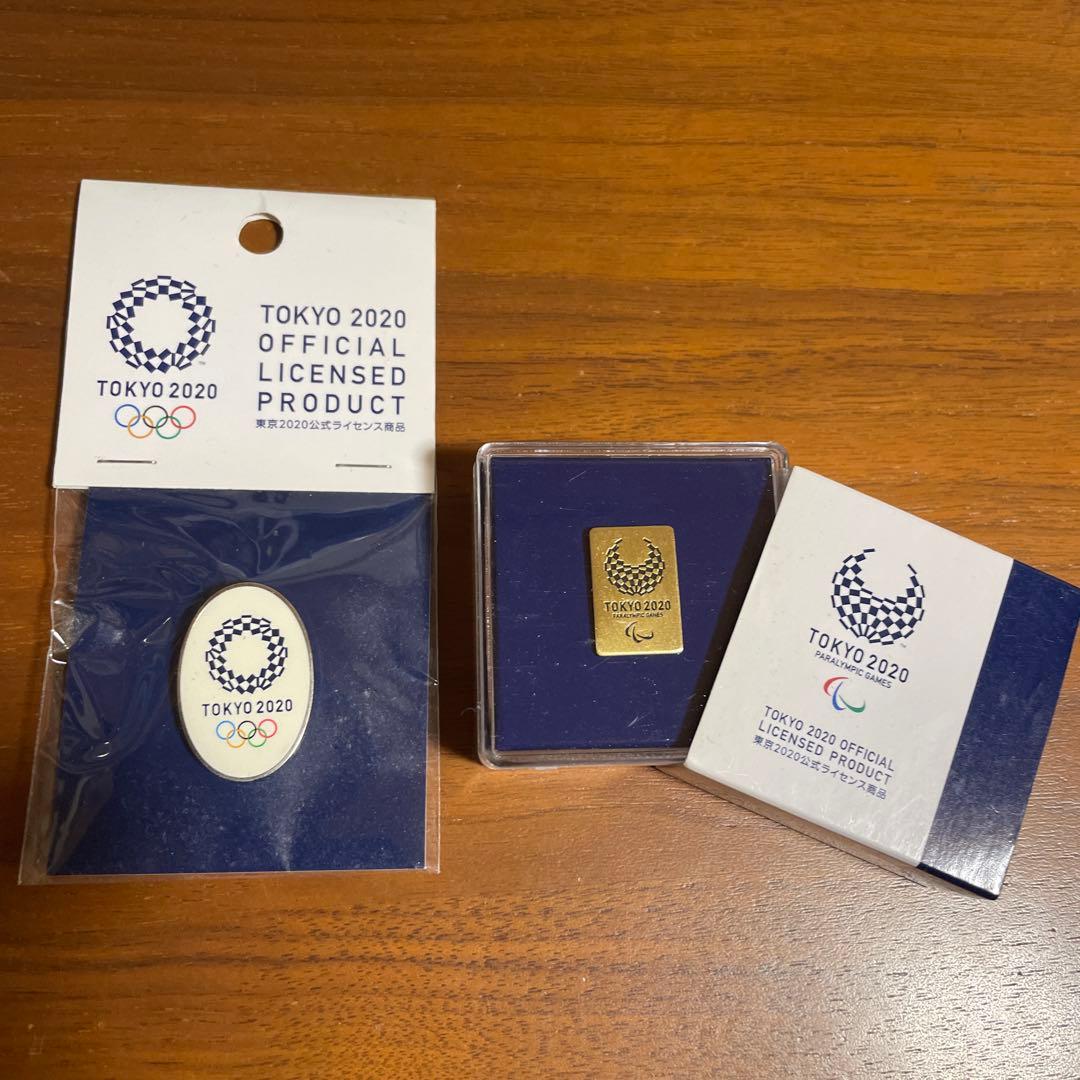 TOKYO 2020
TOKYO 2020
OFFICIAL
LICENSED
PRODUCT
東京2020公式ライセンス商品
TOKYO 2020
TOKYO 2020
PARALYMPIC GAMES
TM
TOKYO 2020
PARALYMPIC GAMES
TOKYO 2020 OFFICIAL
LICENSED PRODUCT
東京2020公式ライセンス商品